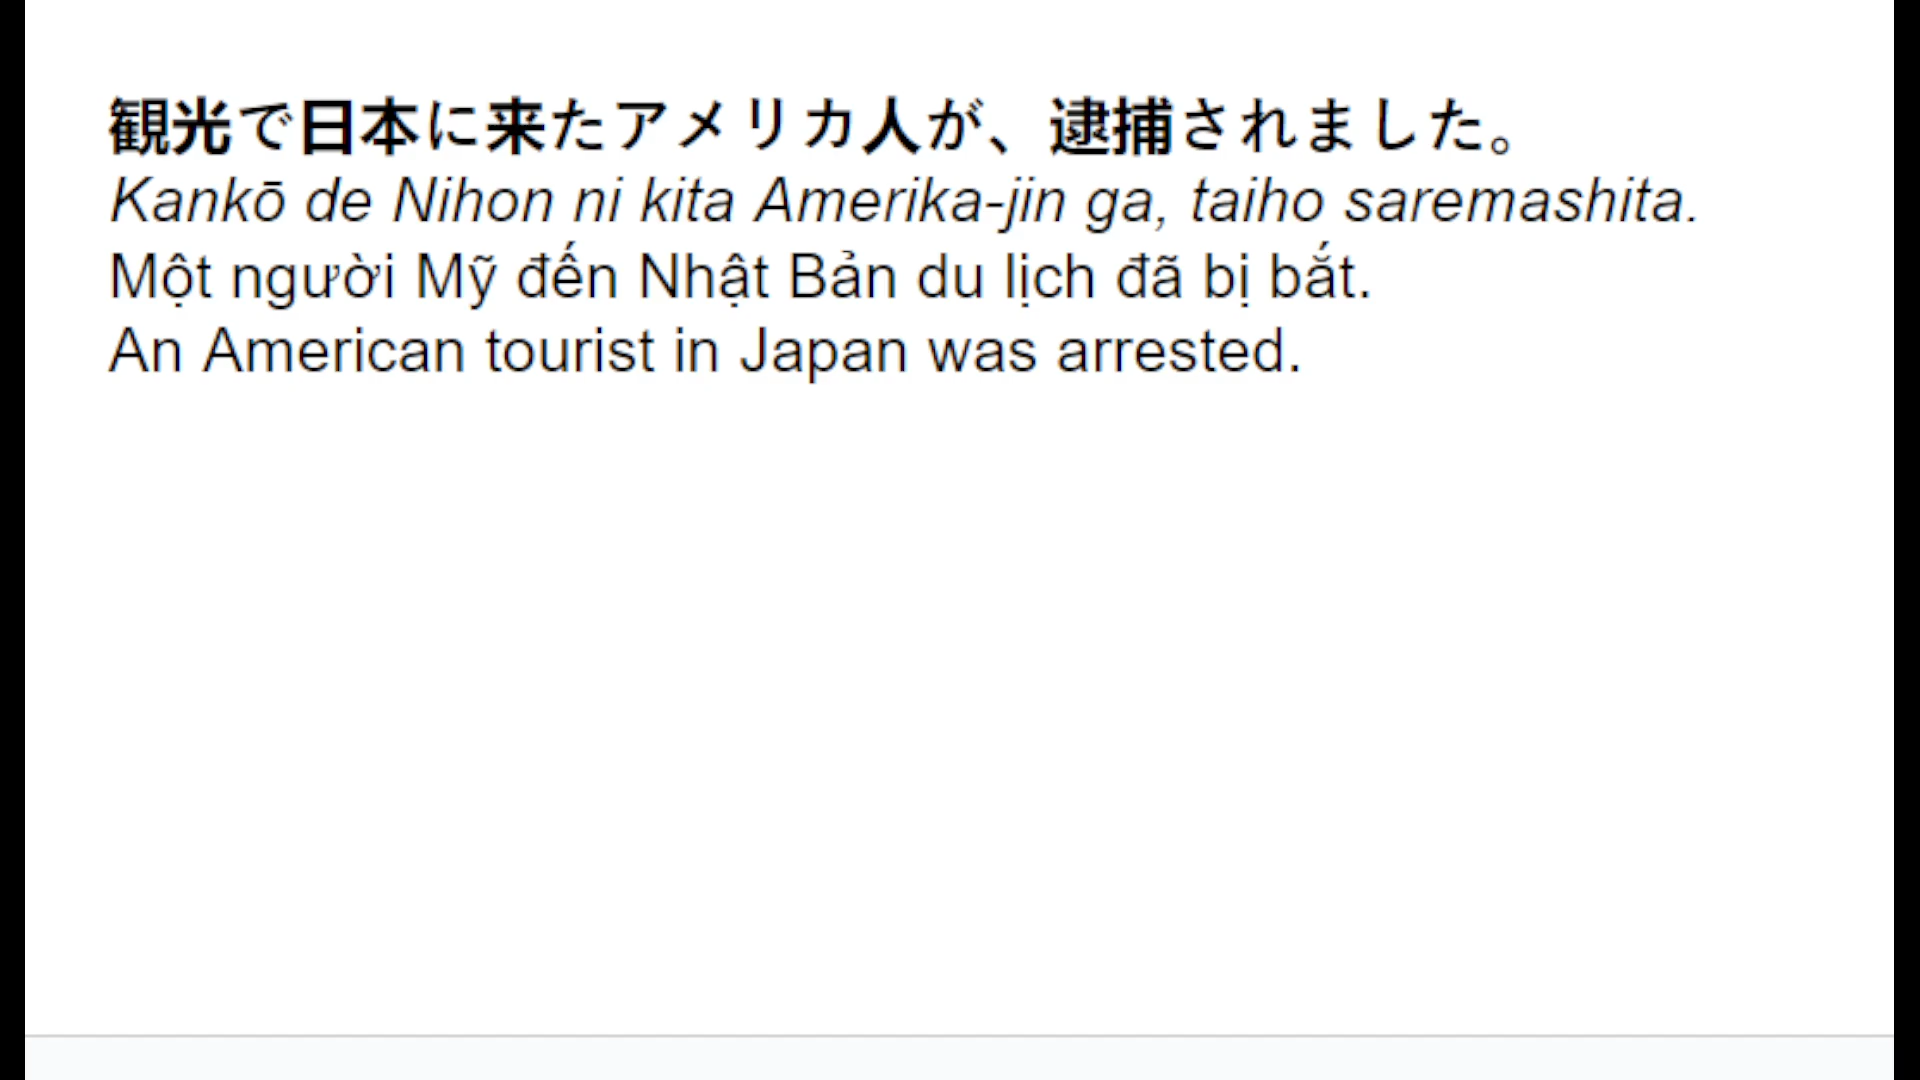 観光で日本に来たアメリカ人が、逮捕されました。
Kankō de Nihon ni kita Amerika-jin ga, taiho saremashita.
Một người Mỹ đến Nhật Bản du lịch đã bị bắt.
An American tourist in Japan was arrested.